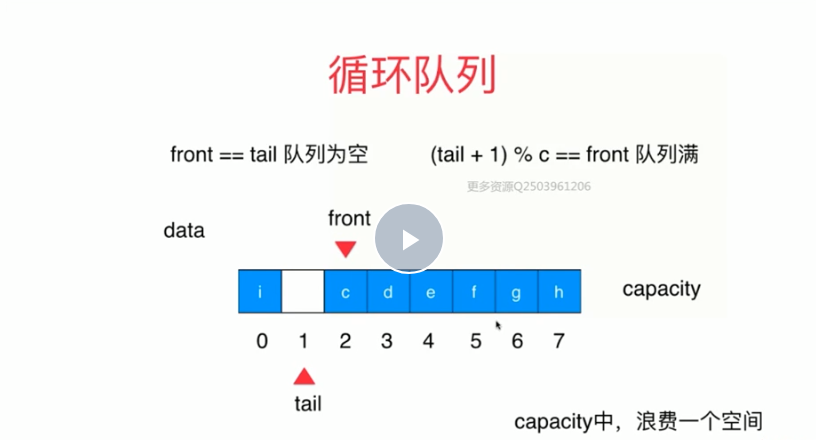 循环队列
front == tail 队列为空 (tail + 1) % c == front 队列满
更多资源Q2503961206
front
data
i c d e f g h
capacity
0 1 2 3 4 5 6 7
tail
capacity中，浪费一个空间